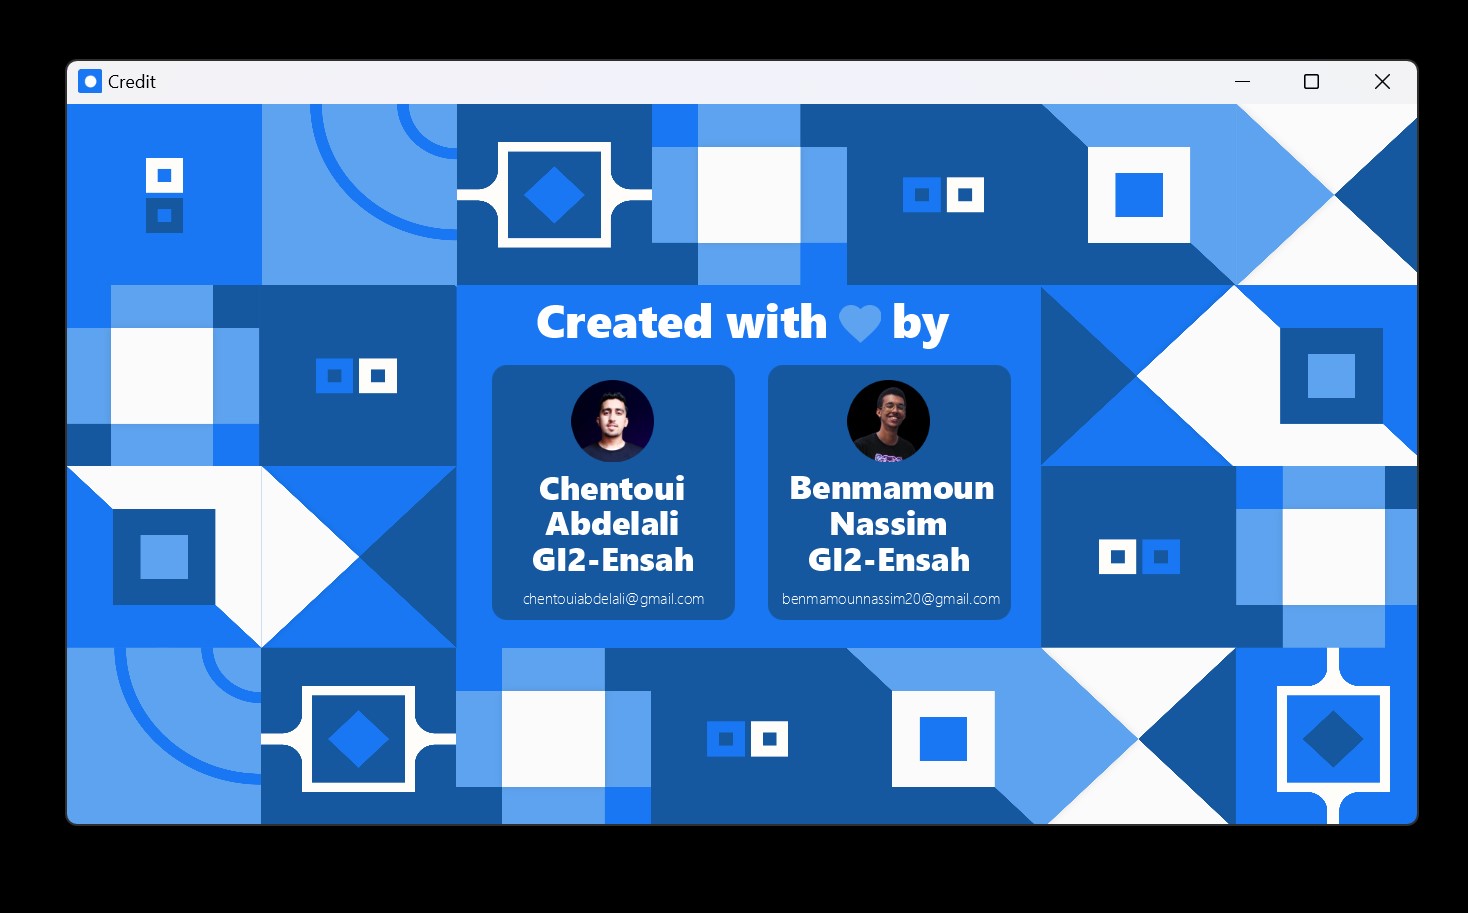 Credit
Created with by
Chentoui
Abdelali
GI2-Ensah
chentouiabdelali@gmail.com
Benmamoun
Nassim
GI2-Ensah
benmamounnassim20@gmail.com